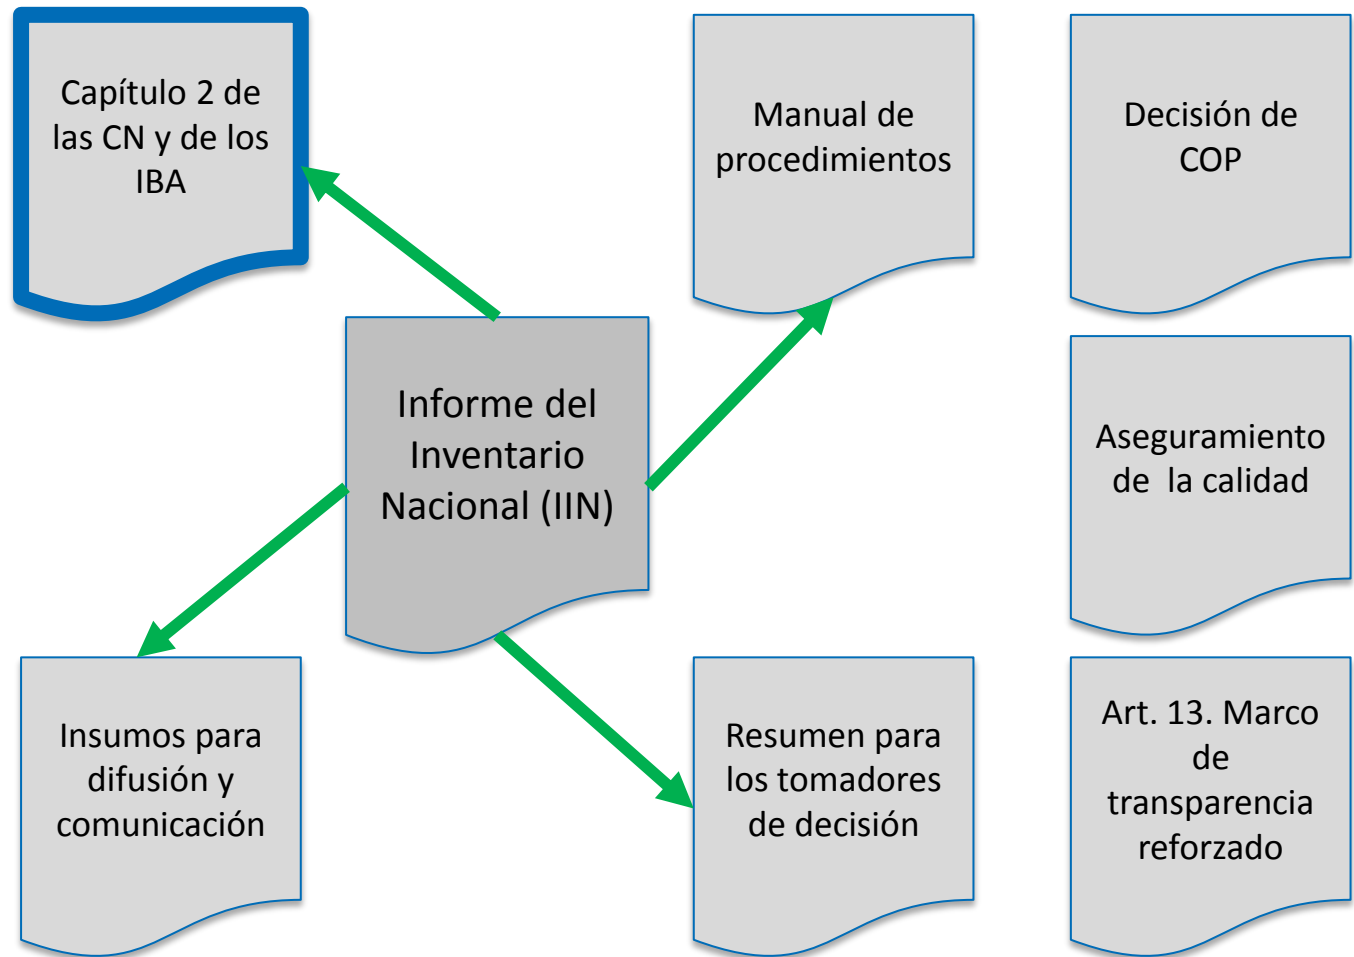 Capítulo 2 de
las CN y de los
IBA
Manual de
procedimientos
Decisión de
COP
Informe del
Inventario
Nacional (IIN)
Aseguramiento
de  la calidad
Insumos para
difusión y
comunicación
Resumen para
los tomadores
de decisión
Art. 13. Marco
de
transparencia
reforzado